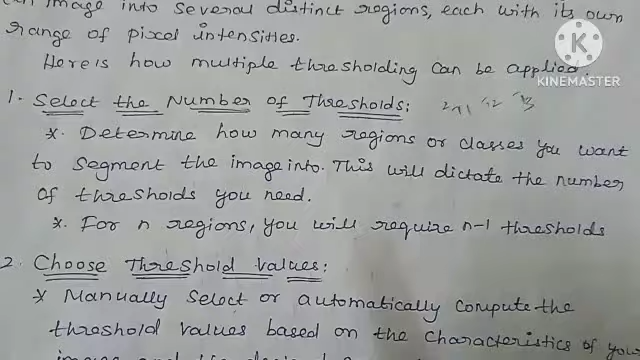 image into several distinct regions, each with its own
range of pixel intensities.
Here is how multiple thresholding can be applied
K
KINEMASTER
1. Select the Number of Thresholds:
*. Determine how many regions or classes you want
to segment the image into. This will dictate the number
of thresholds you need.
*. For n regions, you will require n-1 thresholds
2. Choose Threshold Values:
* Manually select or automatically compute the
threshold values based on the characteristics of your